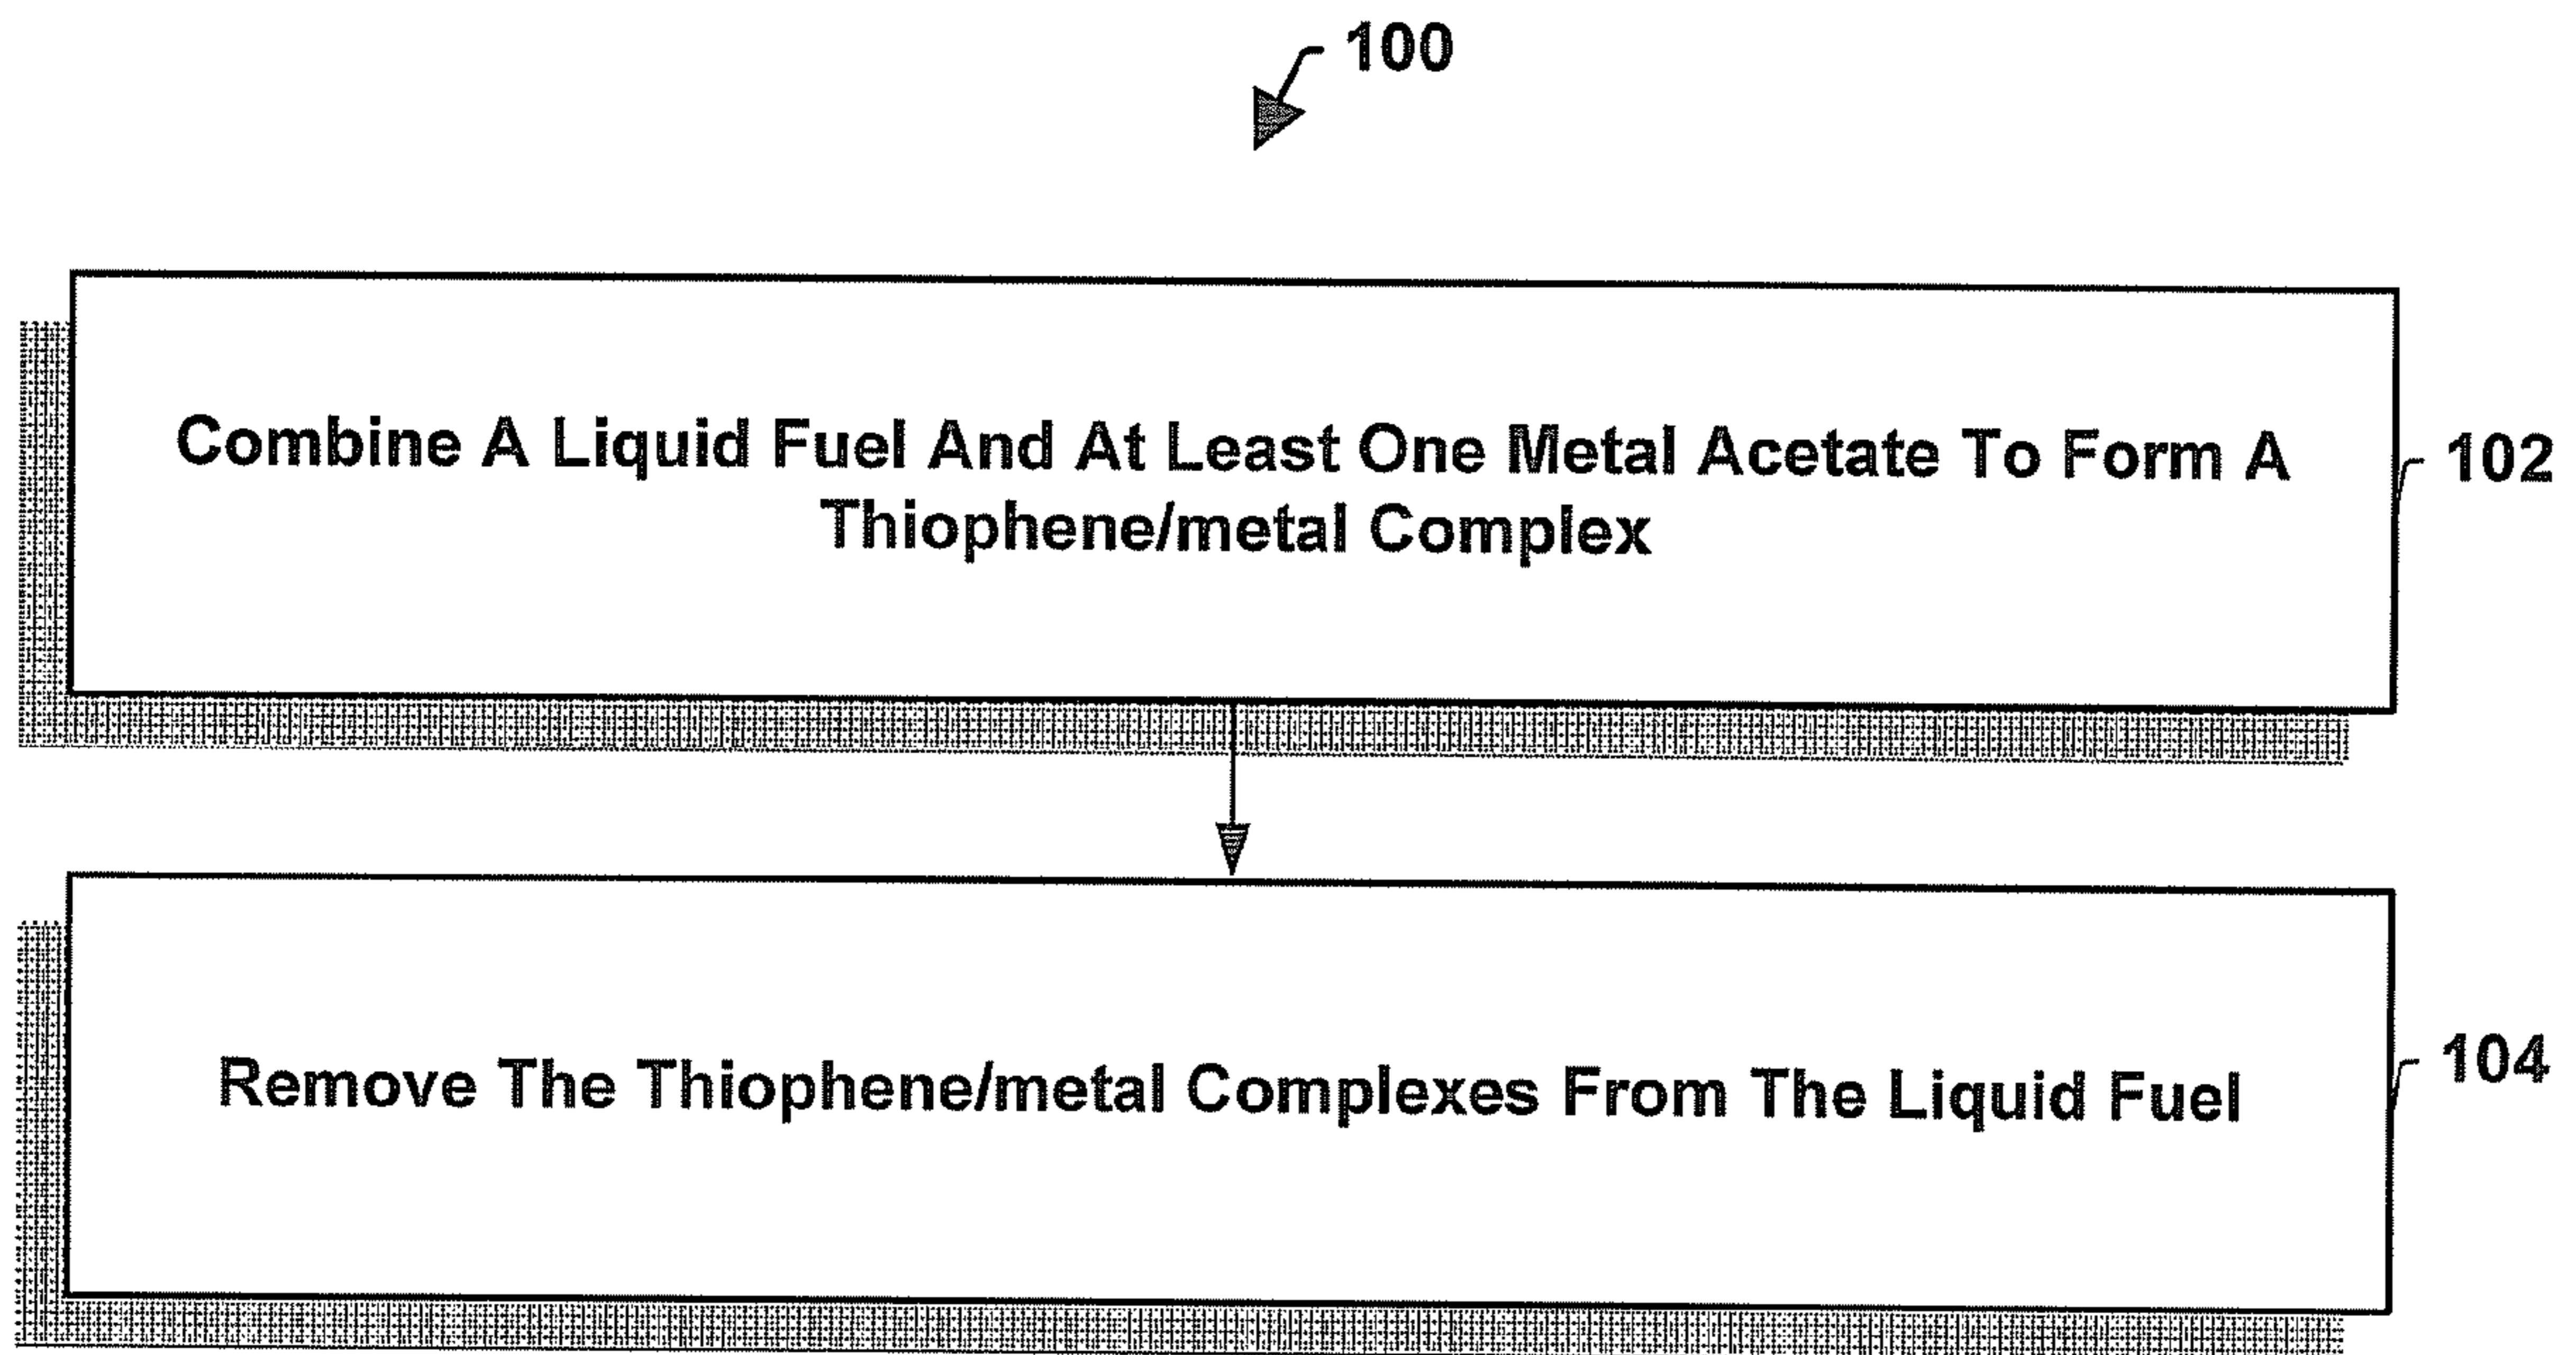 100
Combine A Liquid Fuel And At Least One Metal Acetate To Form A
Thiophene/metal Complex
102
Remove The Thiophene/metal Complexes From The Liquid Fuel
104